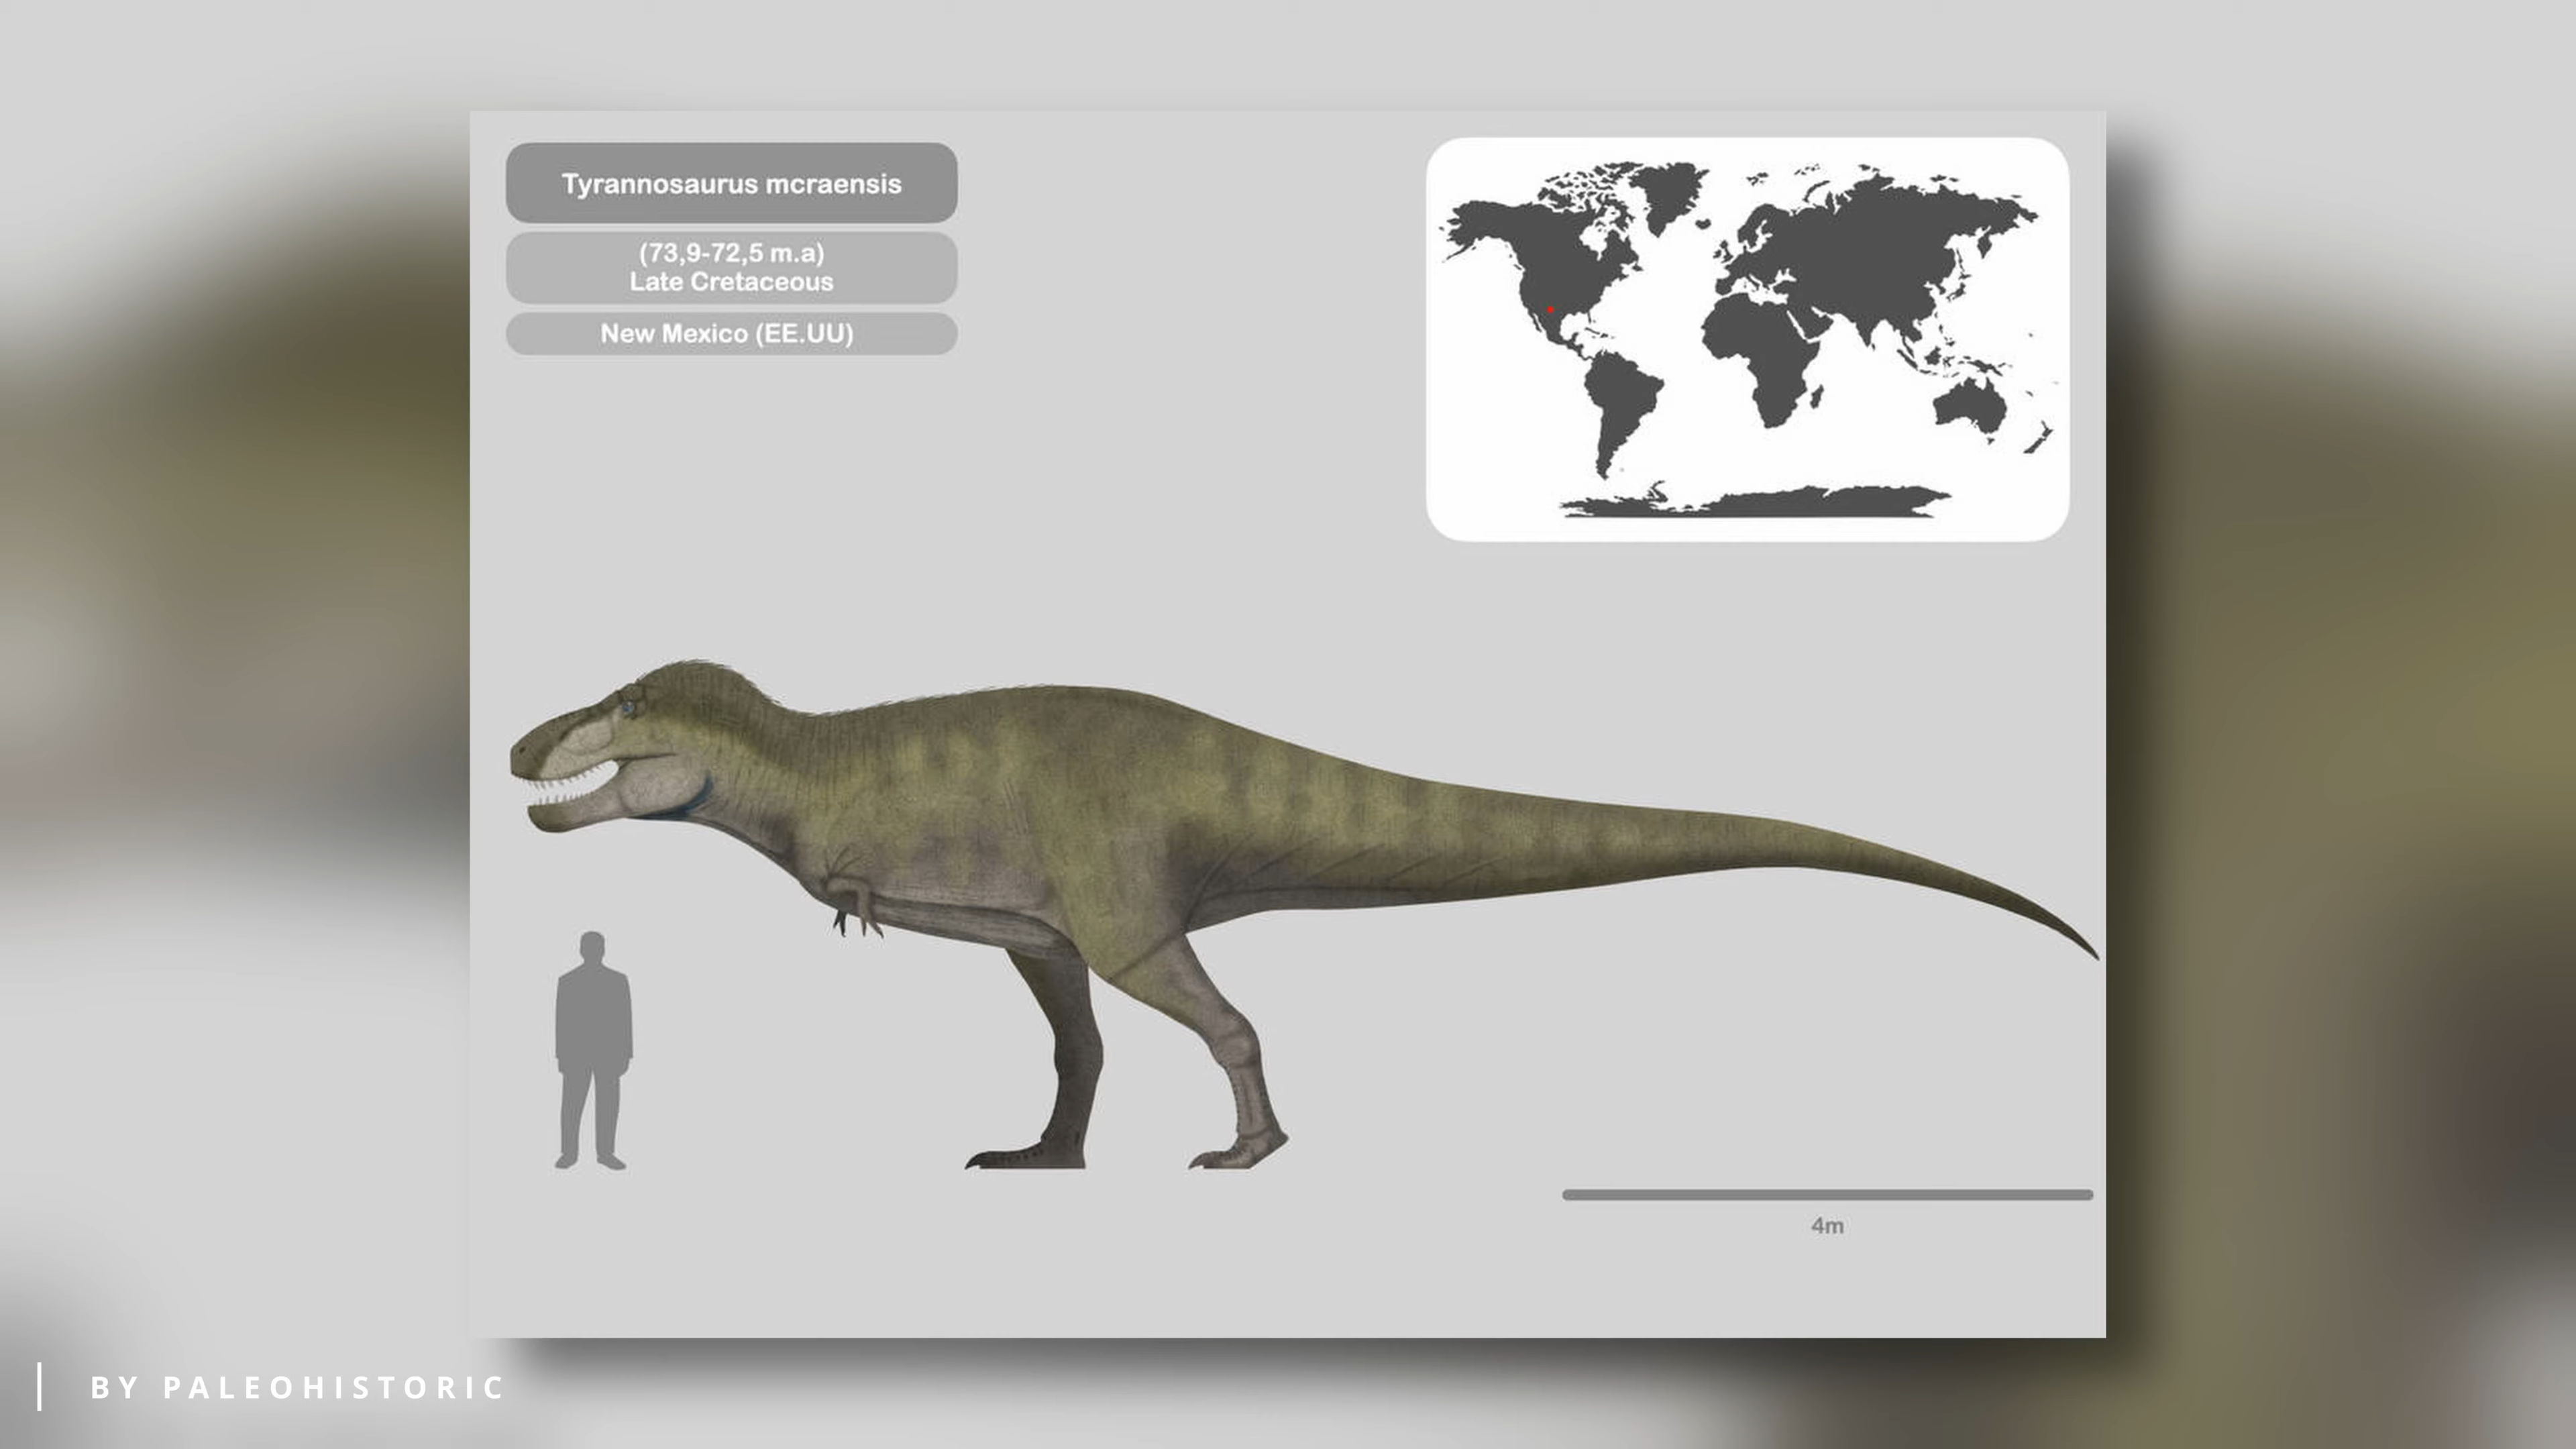 Tyrannosaurus mcraensis
(73,9-72,5 m.a)
Late Cretaceous
New Mexico (EE.UU)
4m
BY PALEOHISTORIC